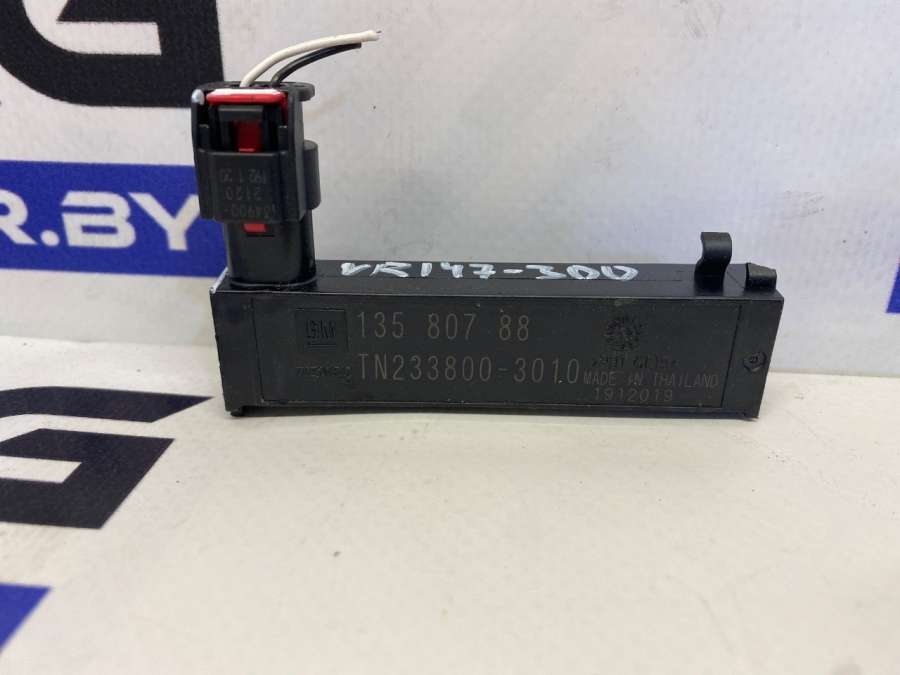 R.BY
VR147-300
GM
135 807 88
TN233800-3010
MADE IN THAILAND
1912019